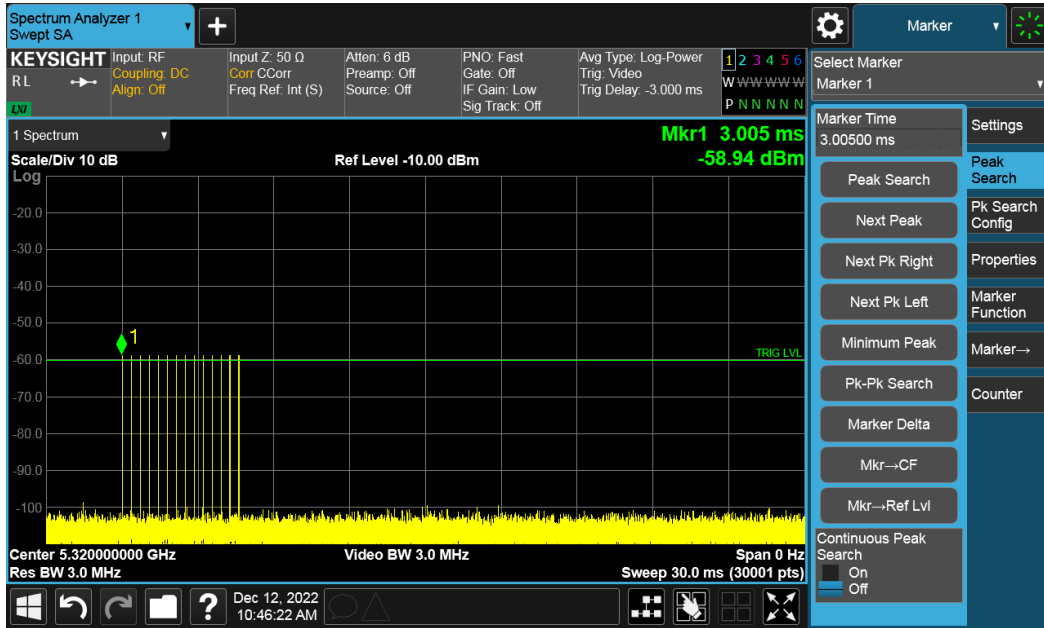 Spectrum Analyzer 1
Swept SA
+
Marker
KEYSIGHT
RL
LXI
Input: RF
Coupling: DC
Align: Off
Input Z: 50 Ω
Corr CCorr
Freq Ref: Int (S)
Atten: 6 dB
Preamp: Off
Source: Off
PNO: Fast
Gate: Off
IF Gain: Low
Sig Track: Off
Avg Type: Log-Power
Trig: Video
Trig Delay: -3.000 ms
1 2 3 4 5 6
W W W W W W
P N N N N N
Select Marker
Marker 1
1 Spectrum
Mkr1 3.005 ms
Scale/Div 10 dB
Ref Level -10.00 dBm
-58.94 dBm
Log
-20.0
-30.0
-40.0
-50.0
-60.0
-70.0
-80.0
-90.0
-100
1
TRIG LVL
Center 5.320000000 GHz
Video BW 3.0 MHz
Span 0 Hz
Res BW 3.0 MHz
Sweep 30.0 ms (30001 pts)
Marker Time
3.00500 ms
Peak Search
Next Peak
Next Pk Right
Next Pk Left
Minimum Peak
Pk-Pk Search
Marker Delta
Mkr→CF
Mkr→Ref Lvl
Continuous Peak
Search
On
Off
Settings
Peak
Search
Pk Search
Config
Properties
Marker
Function
Marker→
Counter
?
Dec 12, 2022
10:46:22 AM